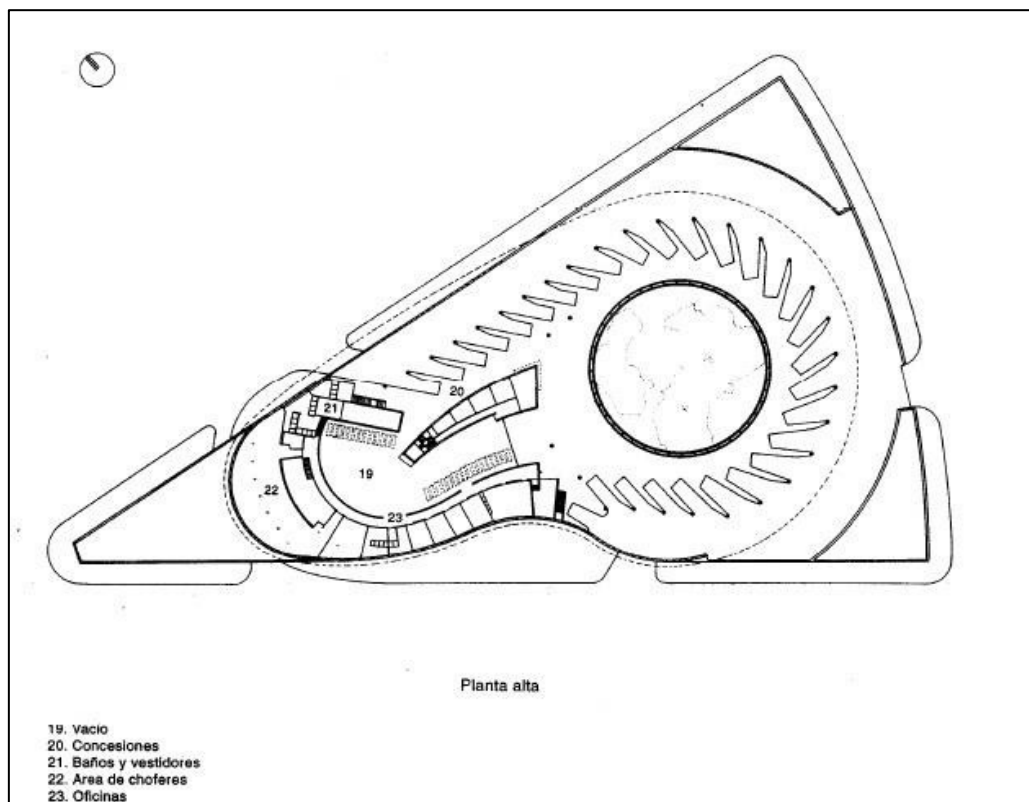 20
21
19
22
23
Planta alta
19. Vacío
20. Concesiones
21. Baños y vestidores
22. Area de choferes
23. Oficinas